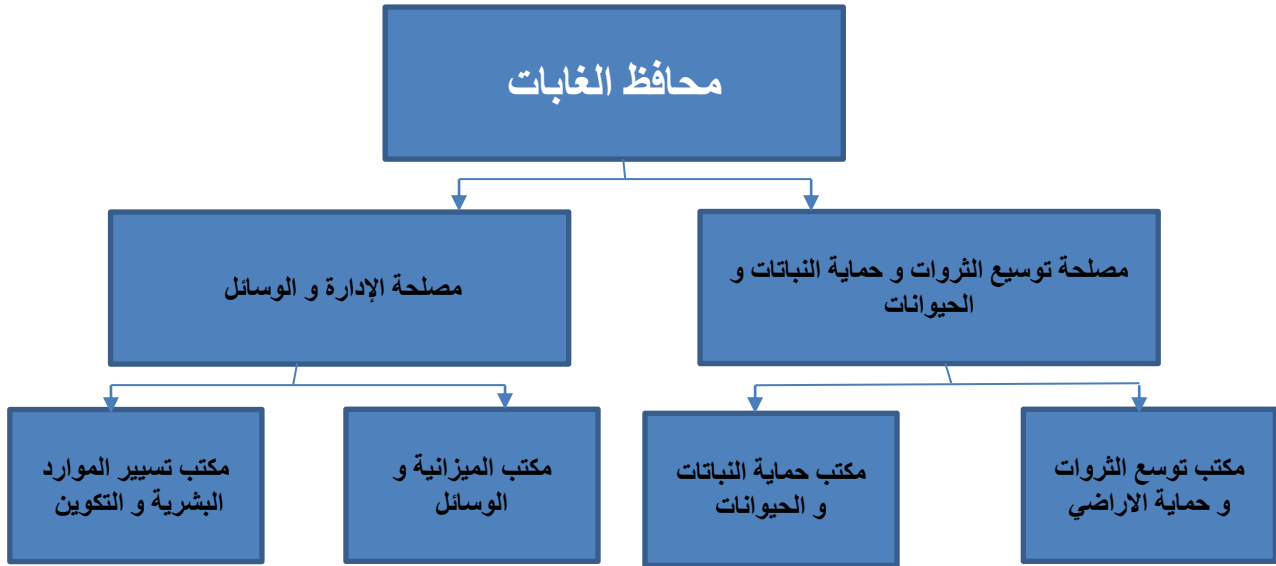 محافظ الغابات
مصلحة توسيع الثروات و حماية النباتات و
الحيوانات
مصلحة الإدارة و الوسائل
مكتب توسع الثروات
و حماية الاراضي
مكتب حماية النباتات
و الحيوانات
مكتب الميزانية و
الوسائل
مكتب تسيير الموارد
البشرية و التكوين